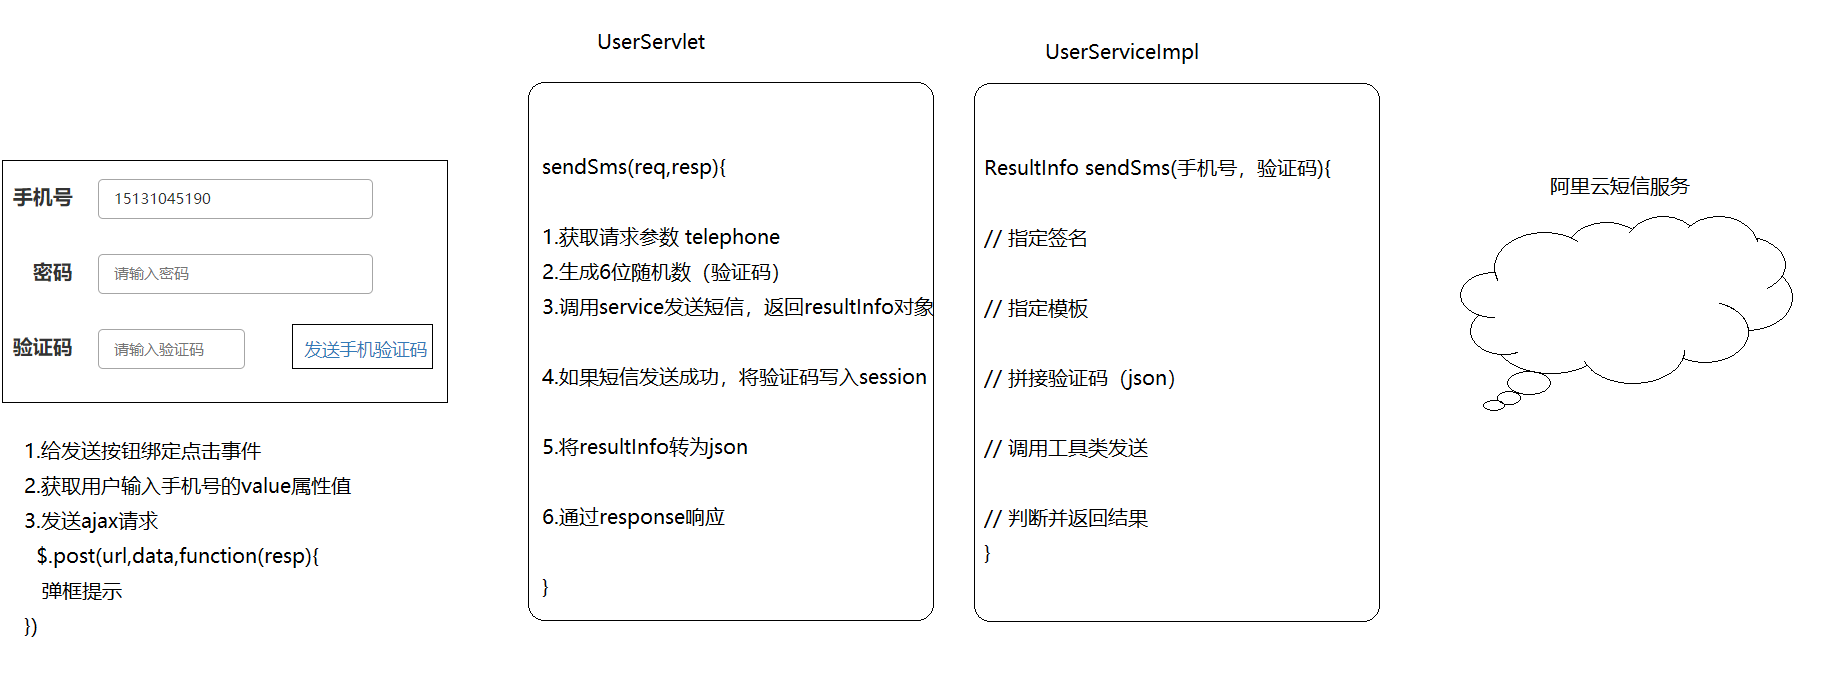 手机号 15131045190
密码 请输入密码
验证码 请输入验证码 发送手机验证码
1.给发送按钮绑定点击事件
2.获取用户输入手机号的value属性值
3.发送ajax请求
$.post(url,data,function(resp){
弹框提示
})
UserServlet
sendSms(req,resp){
1.获取请求参数 telephone
2.生成6位随机数（验证码）
3.调用service发送短信，返回resultInfo对象
4.如果短信发送成功，将验证码写入session
5.将resultInfo转为json
6.通过response响应
}
UserServiceImpl
ResultInfo sendSms(手机号，验证码){
// 指定签名
// 指定模板
// 拼接验证码（json）
// 调用工具类发送
// 判断并返回结果
}
阿里云短信服务